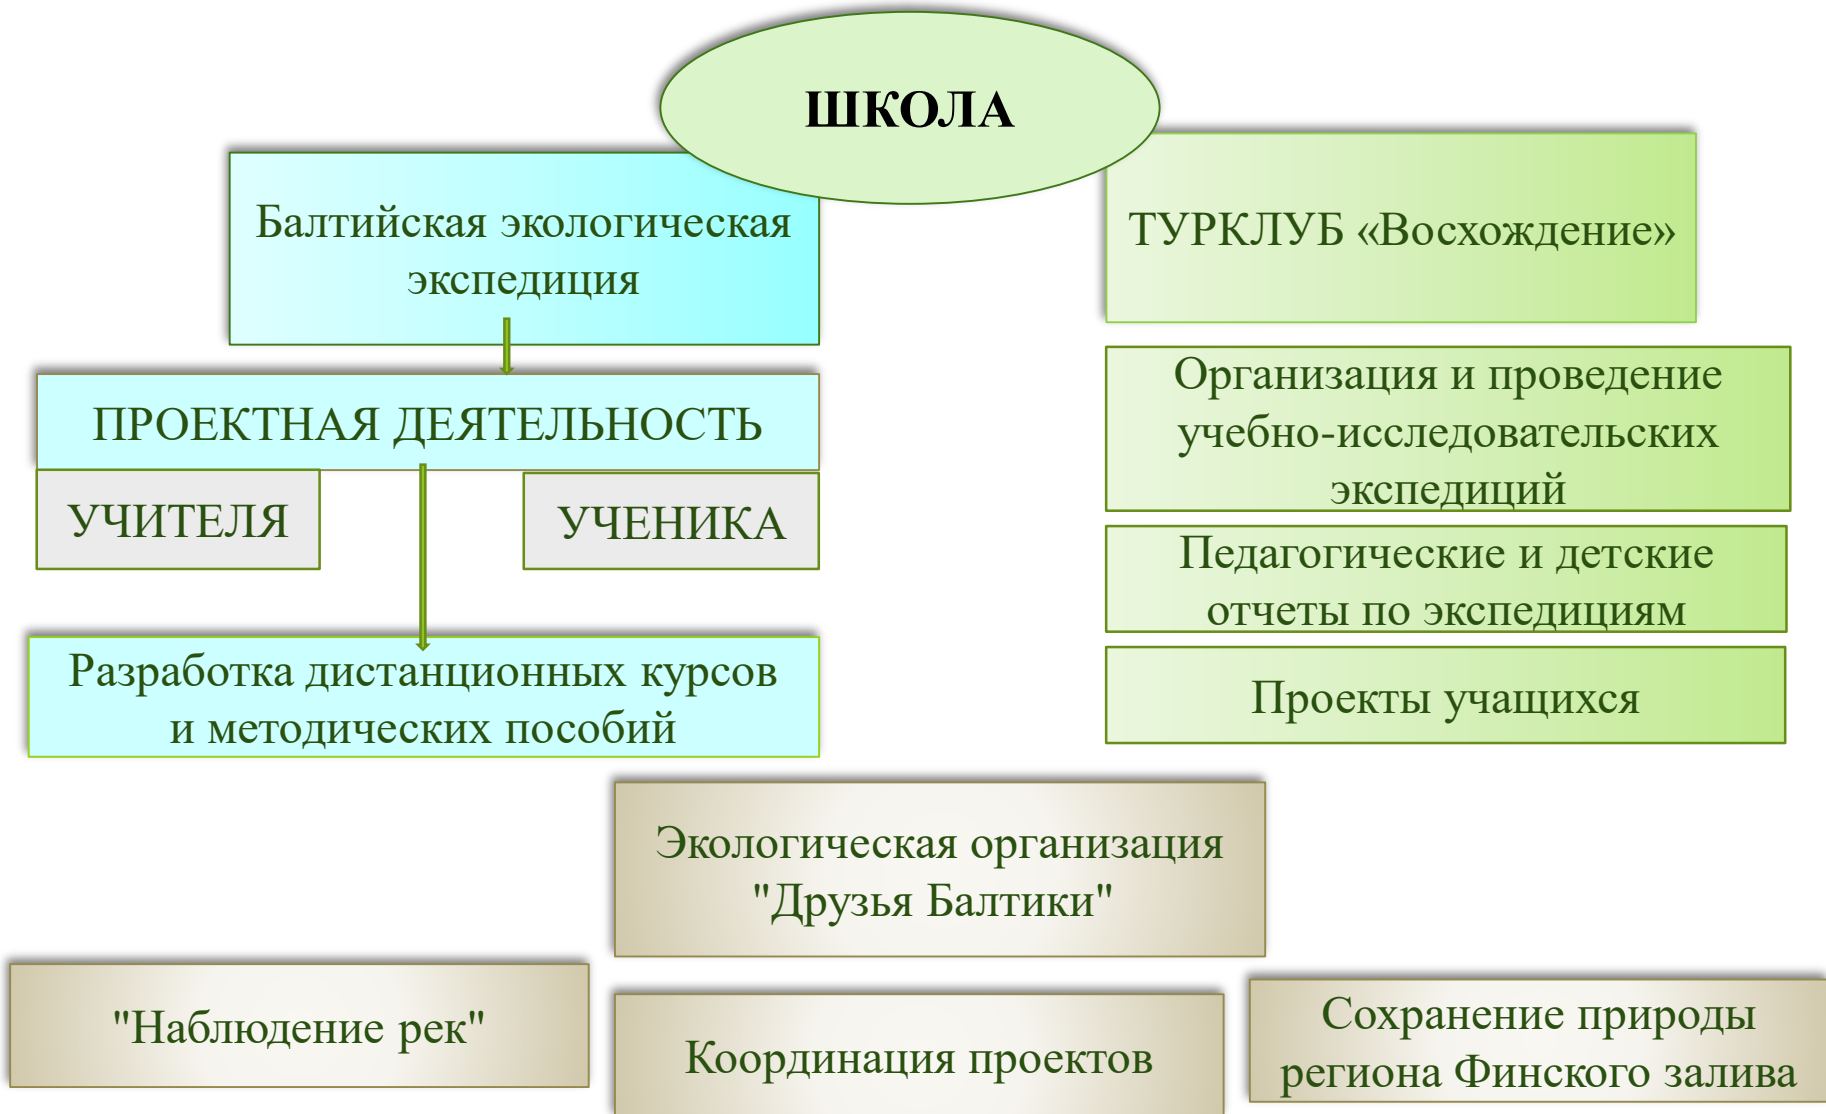 ШКОЛА
Балтийская экологическая
экспедиция
ТУРКЛУБ «Восхождение»
ПРОЕКТНАЯ ДЕЯТЕЛЬНОСТЬ
УЧИТЕЛЯ
УЧЕНИКА
Разработка дистанционных курсов
и методических пособий
Организация и проведение
учебно-исследовательских
экспедиций
Педагогические и детские
отчеты по экспедициям
Проекты учащихся
Экологическая организация
"Друзья Балтики"
"Наблюдение рек"
Координация проектов
Сохранение природы
региона Финского залива